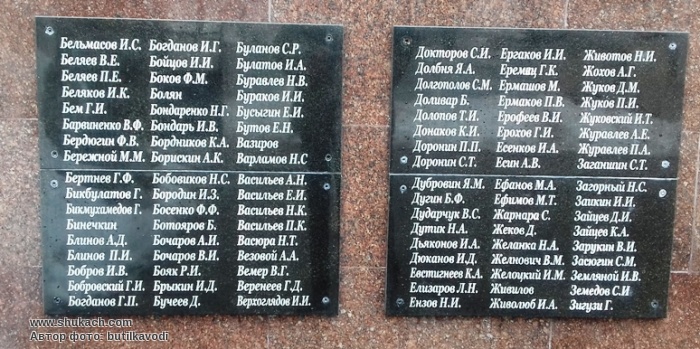 Бельмасов И.С.
Беляев В.Е.
Беляев П.Е.
Беляков И.К.
Бем Г.И.
Барвиненко В.Ф.
Бердюгин Ф.В.
Бережной М.М.
Бертнев Г.Ф.
Бикбулатов Г.
Бикмухамедов Г.
Бинечкин
Блинов А.Д.
Блинов П.И.
Бобров И.В.
Бобровский Г.И.
Богданов Г.П.
Богданов И.Г.
Бойцов И.И.
Боков Ф.М.
Болян
Бондаренко Н.Г.
Бондарь И.В.
Бордников К.А.
Борискин А.К.
Бобовиков Н.С.
Бородин И.З.
Босенко Ф.Ф.
Ботояров Б.
Бочаров А.И.
Бочаров В.И.
Бояк Р.И.
Брыкин И.Д.
Бучеев Д.
Буланов С.Р.
Булатов И.А.
Буравлев Н.В.
Бураков И.И.
Бусыгин Е.И.
Бутов Е.Н.
Вазиров
Варламов Н.С
Васильев А.Н.
Васильев Е.И.
Васильев Н.К.
Васильев П.К.
Васюра Н.Т.
Везовой А.А.
Вемер В.Г.
Веренеев Г.Д.
Верхоглядов И.И.
Докторов С.И.
Долбня Я.А.
Долгополов С.М.
Доливар Б.
Долопов Т.И.
Донаков К.И.
Доронин П.П.
Доронин С.Т.
Дубровин Я.М.
Дугин Б.Ф.
Дударчук В.С.
Дутик Н.А.
Дьяконов И.А.
Дюканов И.Д.
Евстигнеев К.А.
Елизаров Л.Н.
Ензов Н.И.
Ергаков И.И.
Еремец Г.К.
Ермашов М.
Ермаков П.В.
Ерофеев В.И.
Ерохов Г.И.
Есенков И.А.
Есин А.В.
Ефанов М.А.
Ефимов М.Т.
Жарнара С.
Жеков Д.
Желанка Н.А.
Желнович В.М.
Желоуцкий И.М.
Живилов
Живолюб И.А.
Животов Н.И.
Жохов А.Г.
Жуков Д.М.
Жуков П.И.
Жуковский И.Т.
Журавлев А.Е.
Журавлев П.А.
Заганшин С.Т.
Загорный Н.С.
Заикин И.И.
Зайцев Д.И.
Зайцев К.А.
Зарукин В.И.
Засюгин С.М.
Земляной И.В.
Земедов С.И
Зигузи Г.
www.shukach.com
Автор фото: butilkavodi